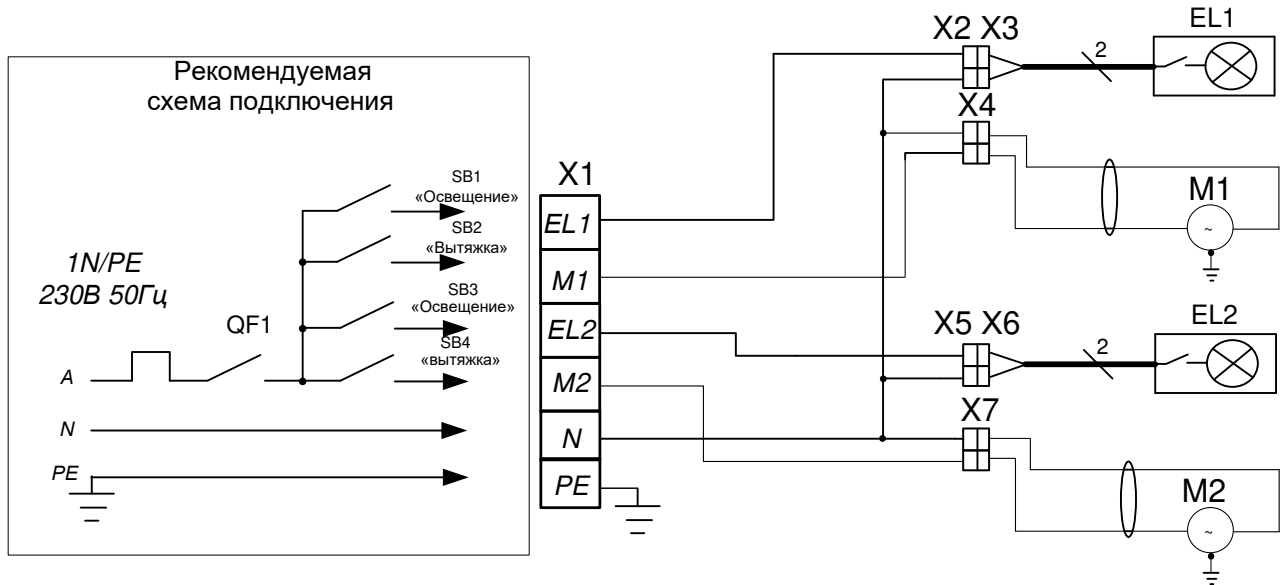 Рекомендуемая
схема подключения
SB1
«Освещение»
SB2
«Вытяжка»
1N/PE
230В 50Гц
SB3
«Освещение»
QF1
SB4
«вытяжка»
A
N
PE
X1
EL1
M1
EL2
M2
N
PE
X2 X3
2
EL1
X4
M1
~
X5 X6
2
EL2
X7
M2
~